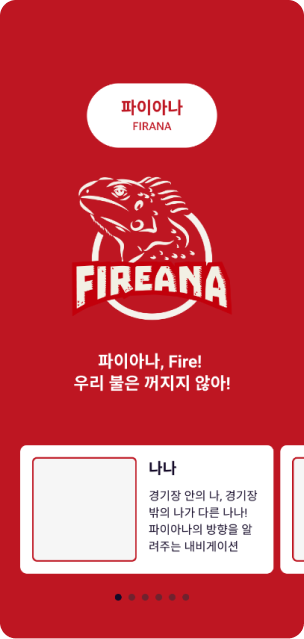 파이아나
FIRANA
FIREANA
파이아나, Fire!
우리 불은 꺼지지 않아!
나나
경기장 안의 나, 경기장
밖의 나가 다른 나나!
파이아나의 방향을 알
려주는 내비게이션